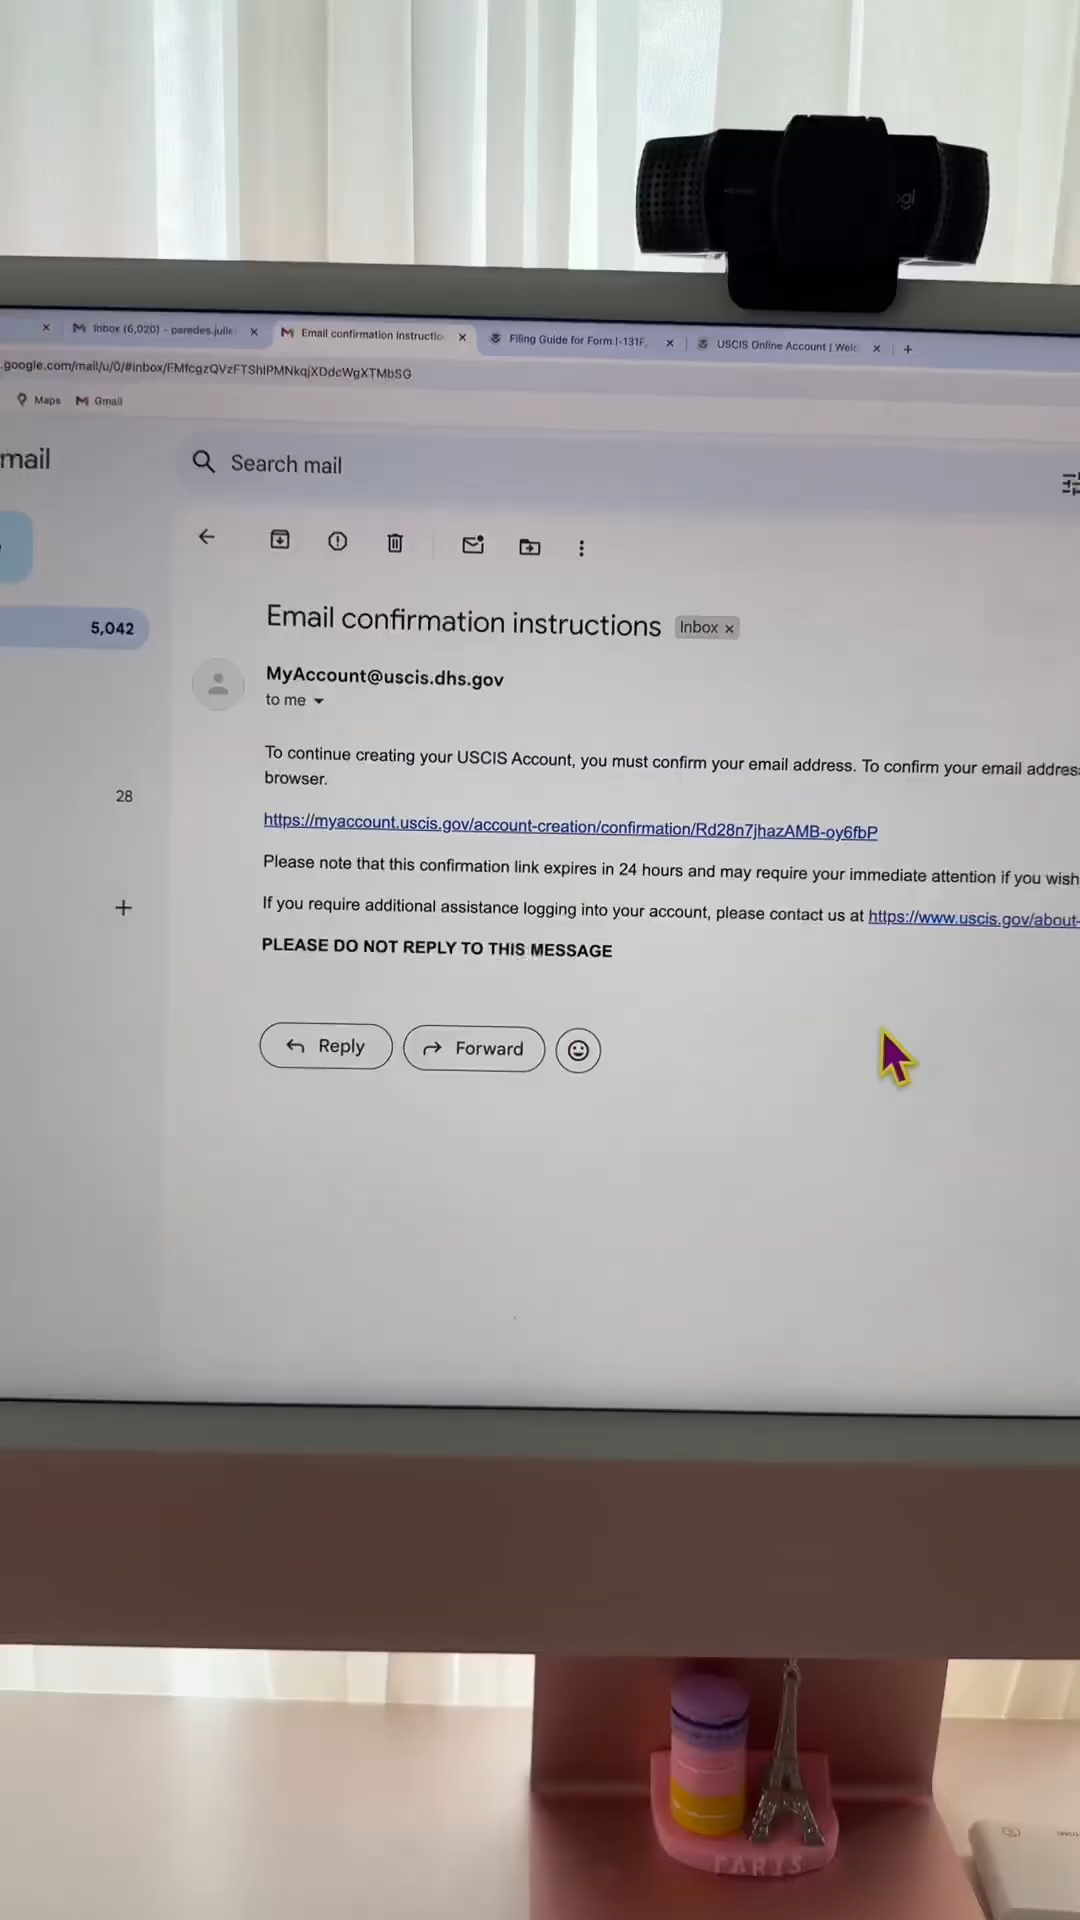 Inbox (6,020) - paredes.julie
Email confirmation instructio
Filing Guide for Form I-131F,
USCIS Online Account | Welc
.google.com/mail/u/0/#inbox/FMfcgzQVzFTShlPMNkqjXDdcWgXTMbSG
Maps
Gmail
mail
Search mail
5,042
Email confirmation instructions
Inbox
MyAccount@uscis.dhs.gov
to me
To continue creating your USCIS Account, you must confirm your email address. To confirm your email address
browser.
28
https://myaccount.uscis.gov/account-creation/confirmation/Rd28n7jhazAMB-oy6fbP
Please note that this confirmation link expires in 24 hours and may require your immediate attention if you wish
If you require additional assistance logging into your account, please contact us at https://www.uscis.gov/about-
PLEASE DO NOT REPLY TO THIS MESSAGE
Reply
Forward
PARIS